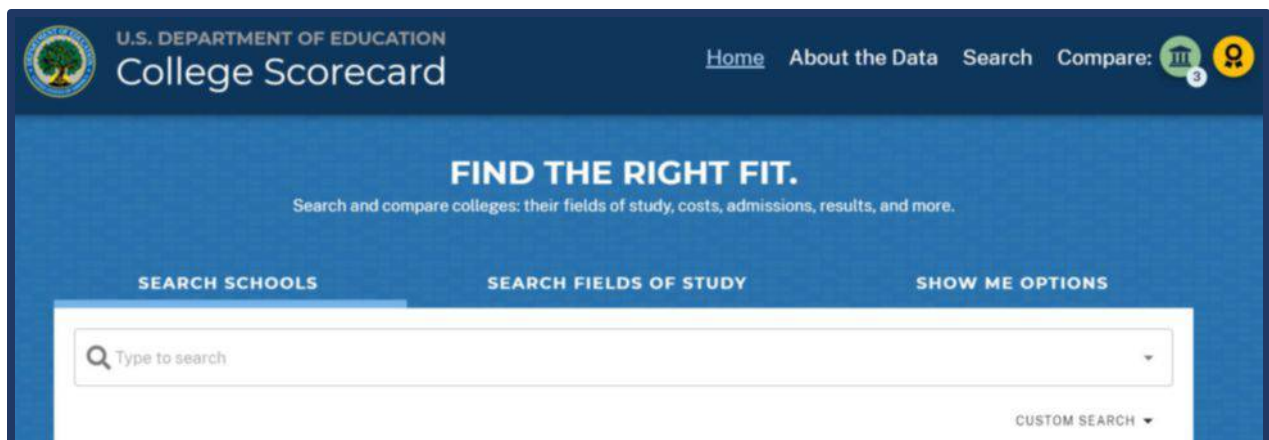 U.S. DEPARTMENT OF EDUCATION
College Scorecard
Home About the Data Search Compare: 3
FIND THE RIGHT FIT.
Search and compare colleges: their fields of study, costs, admissions, results, and more.
SEARCH SCHOOLS SEARCH FIELDS OF STUDY SHOW ME OPTIONS
Type to search
CUSTOM SEARCH